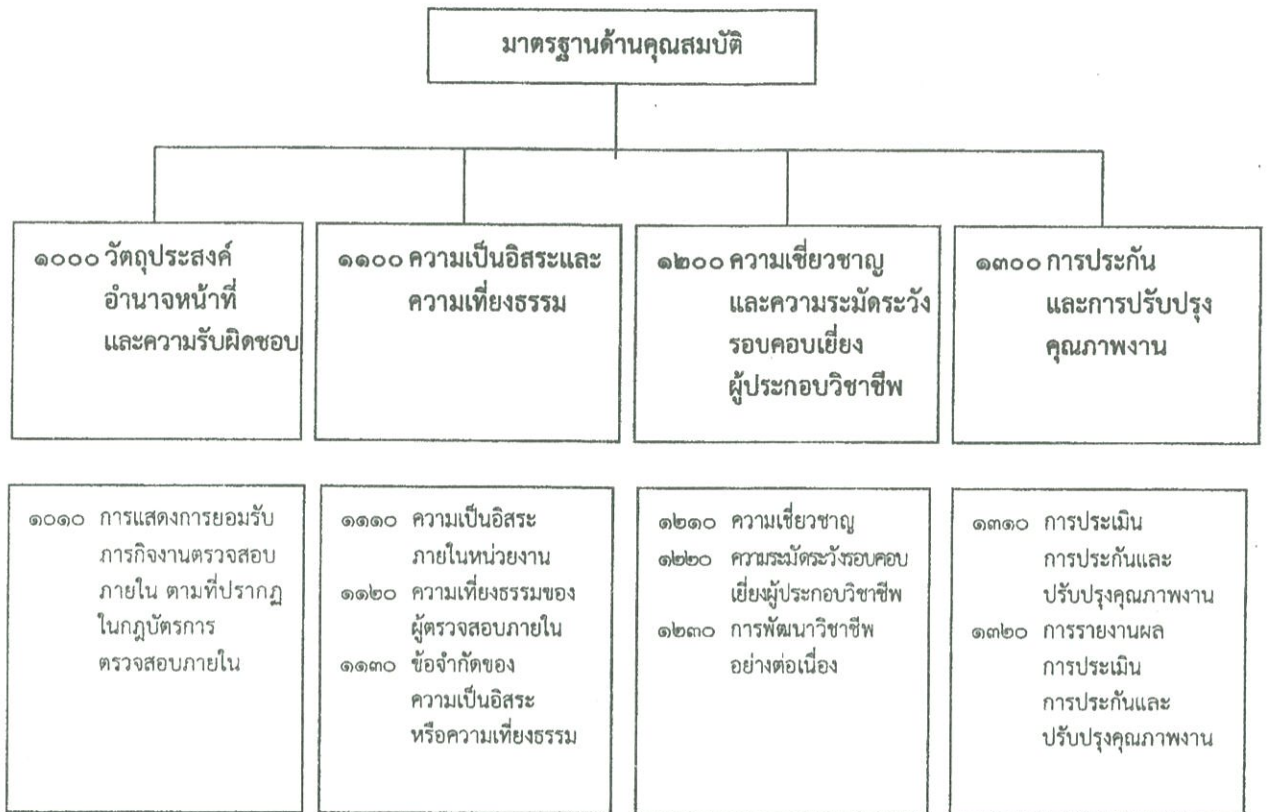 มาตรฐานด้านคุณสมบัติ
๑๐๐๐ วัตถุประสงค์
อำนาจหน้าที่
และความรับผิดชอบ
๑๑๐๐ ความเป็นอิสระและ
ความเที่ยงธรรม
๑๒๐๐ ความเชี่ยวชาญ
และความระมัดระวัง
รอบคอบเยี่ยง
ผู้ประกอบวิชาชีพ
๑๓๐๐ การประกัน
และการปรับปรุง
คุณภาพงาน
๑๐๑๐ การแสดงการยอมรับ
ภารกิจงานตรวจสอบ
ภายใน ตามที่ปรากฏ
ในกฎบัตรการ
ตรวจสอบภายใน
๑๑๑๐ ความเป็นอิสระ
ภายในหน่วยงาน
๑๑๒๐ ความเที่ยงธรรมของ
ผู้ตรวจสอบภายใน
๑๑๓๐ ข้อจำกัดของ
ความเป็นอิสระ
หรือความเที่ยงธรรม
๑๒๑๐ ความเชี่ยวชาญ
๑๒๒๐ ความระมัดระวังรอบคอบ
เยี่ยงผู้ประกอบวิชาชีพ
๑๒๓๐ การพัฒนาวิชาชีพ
อย่างต่อเนื่อง
๑๓๑๐ การประเมิน
การประกันและ
ปรับปรุงคุณภาพงาน
๑๓๒๐ การรายงานผล
การประเมิน
การประกันและ
ปรับปรุงคุณภาพงาน